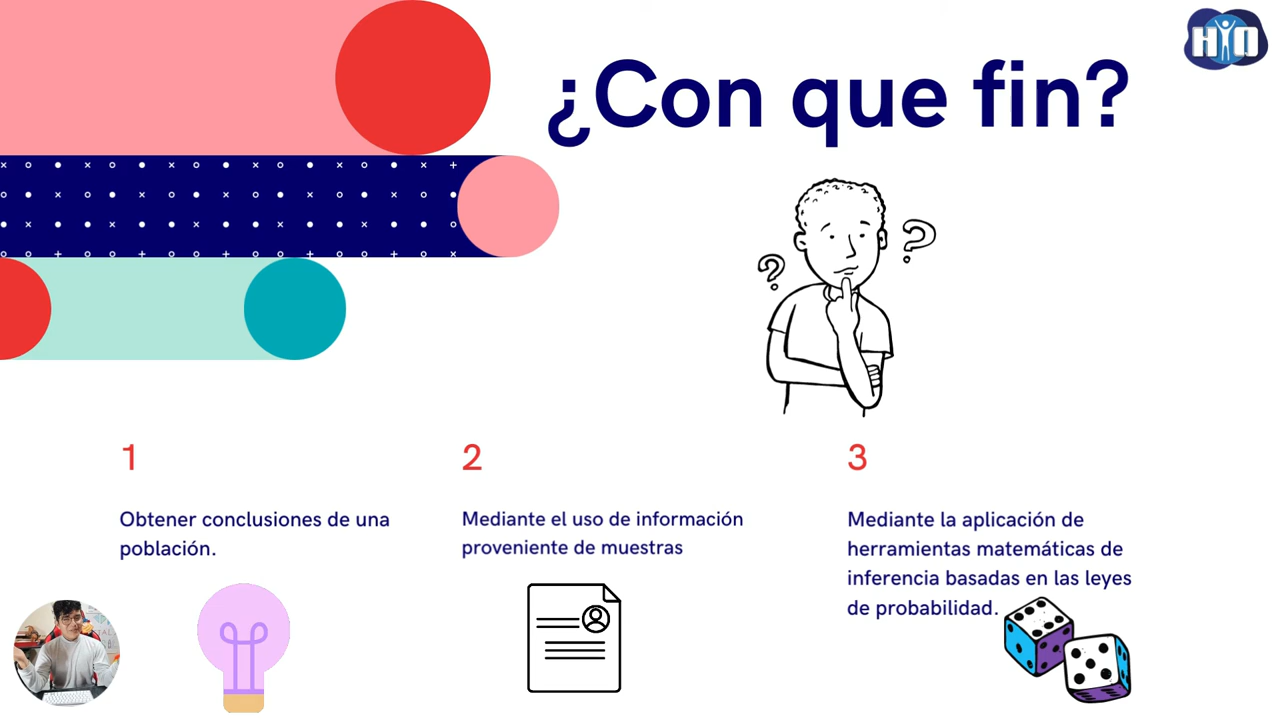 HYQ
¿Con que fin?
1
Obtener conclusiones de una
población.
2
Mediante el uso de información
proveniente de muestras
3
Mediante la aplicación de
herramientas matemáticas de
inferencia basadas en las leyes
de probabilidad.